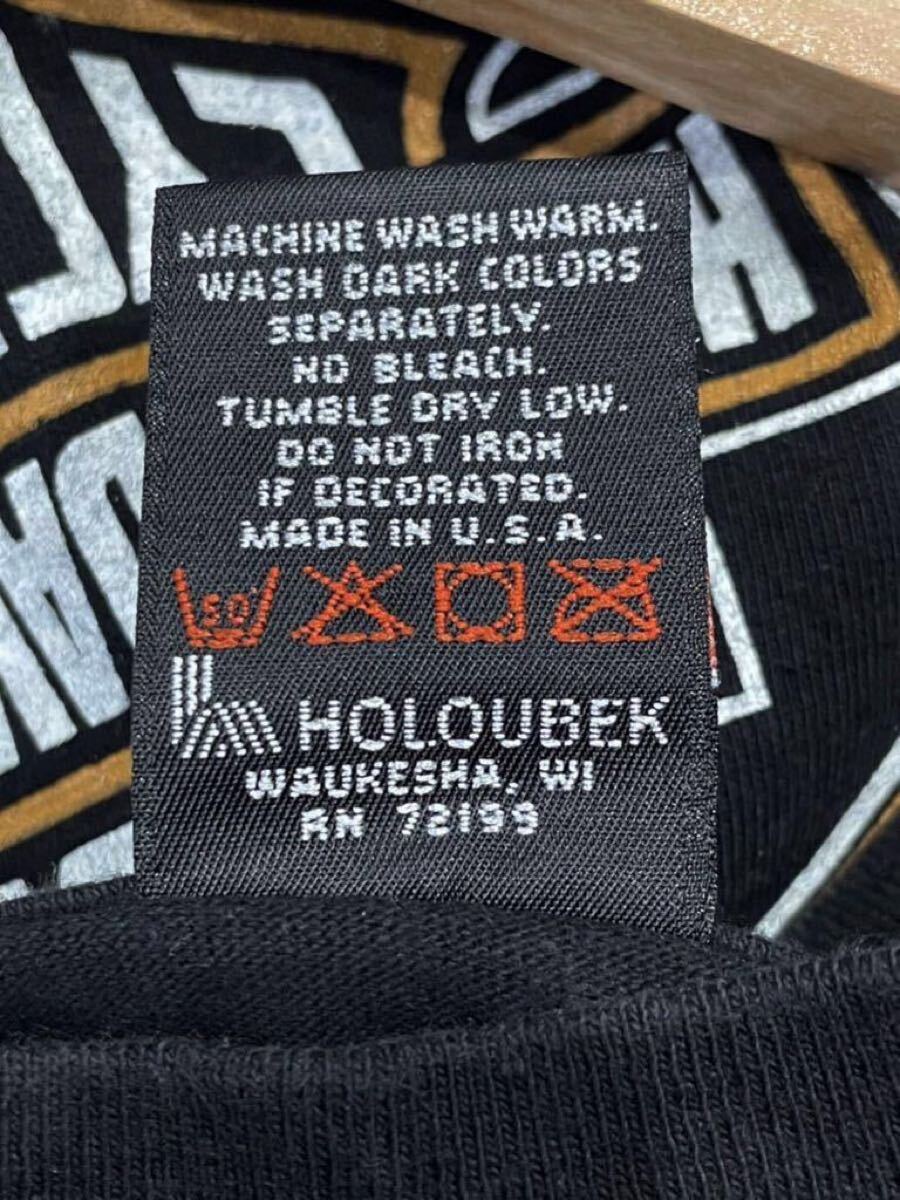 MACHINE WASH WARM.
WASH DARK COLORS
SEPARATELY.
NO BLEACH.
TUMBLE DRY LOW.
DO NOT IRON
IF DECORATED.
MADE IN U.S.A.
50°
HOLOUBEK
WAUKESHA, WI
RN 72199